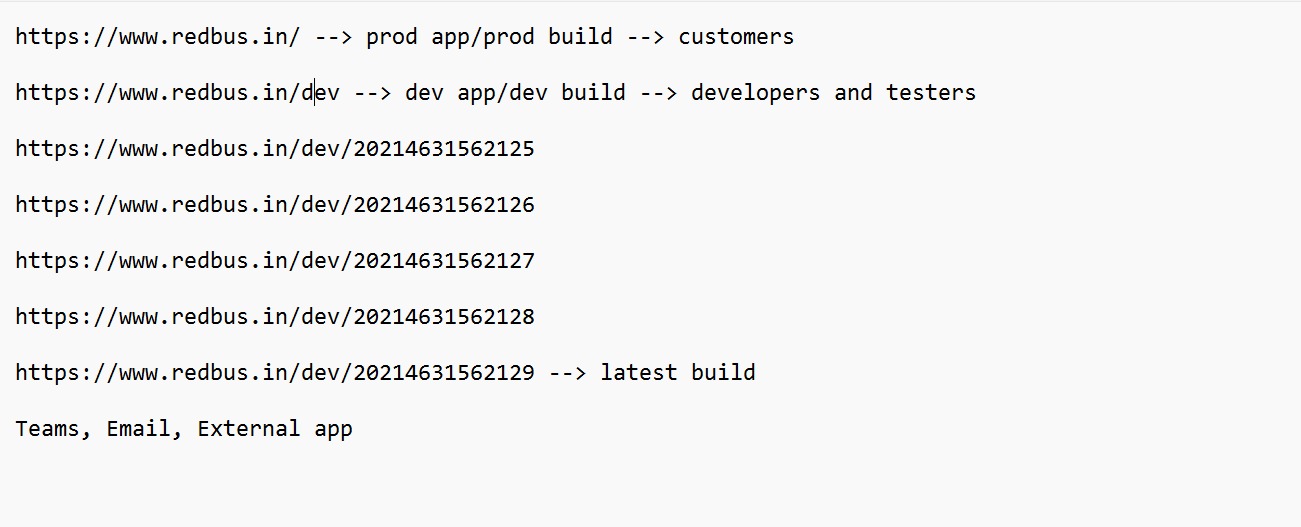 https://www.redbus.in/ --> prod app/prod build --> customers
https://www.redbus.in/dev --> dev app/dev build --> developers and testers
https://www.redbus.in/dev/20214631562125
https://www.redbus.in/dev/20214631562126
https://www.redbus.in/dev/20214631562127
https://www.redbus.in/dev/20214631562128
https://www.redbus.in/dev/20214631562129 --> latest build
Teams, Email, External app